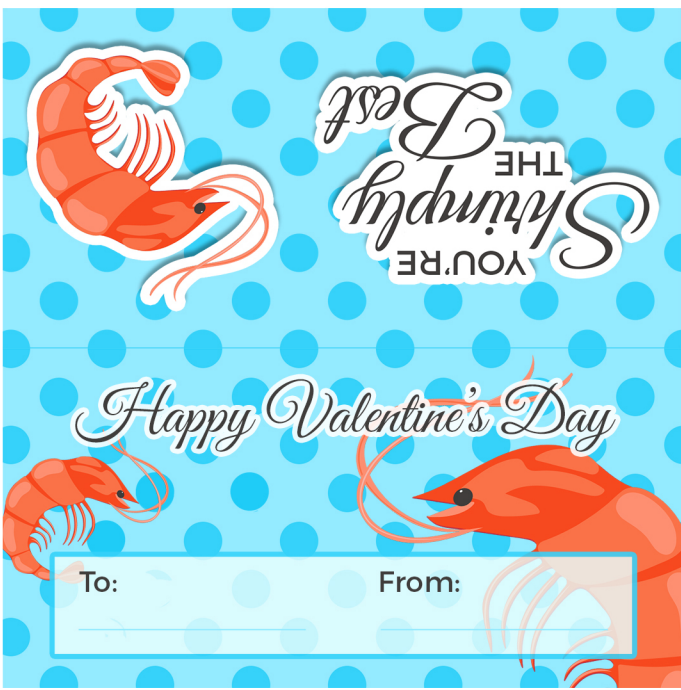 YOU'RE
Shrimply
THE
Best
Happy Valentine's Day
To:
From: